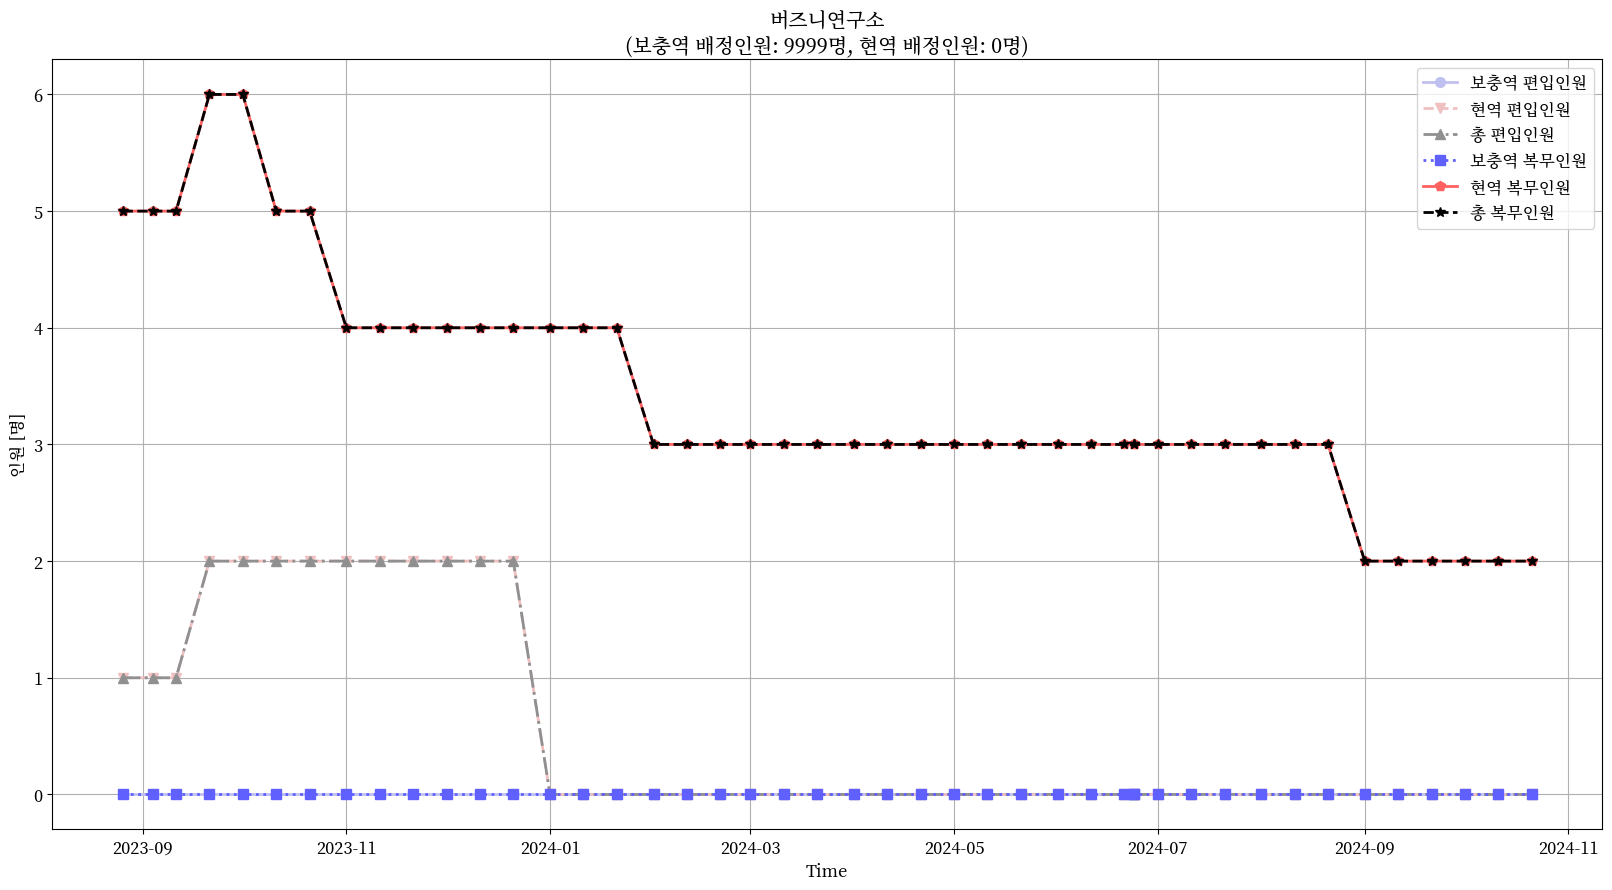 버즈니연구소
(보충역 배정인원: 9999명, 현역 배정인원: 0명)
보충역 편입인원
현역 편입인원
총 편입인원
보충역 복무인원
현역 복무인원
총 복무인원
인원 [명]
6
5
4
3
2
1
0
2023-09
2023-11
2024-01
2024-03
2024-05
2024-07
2024-09
2024-11
Time